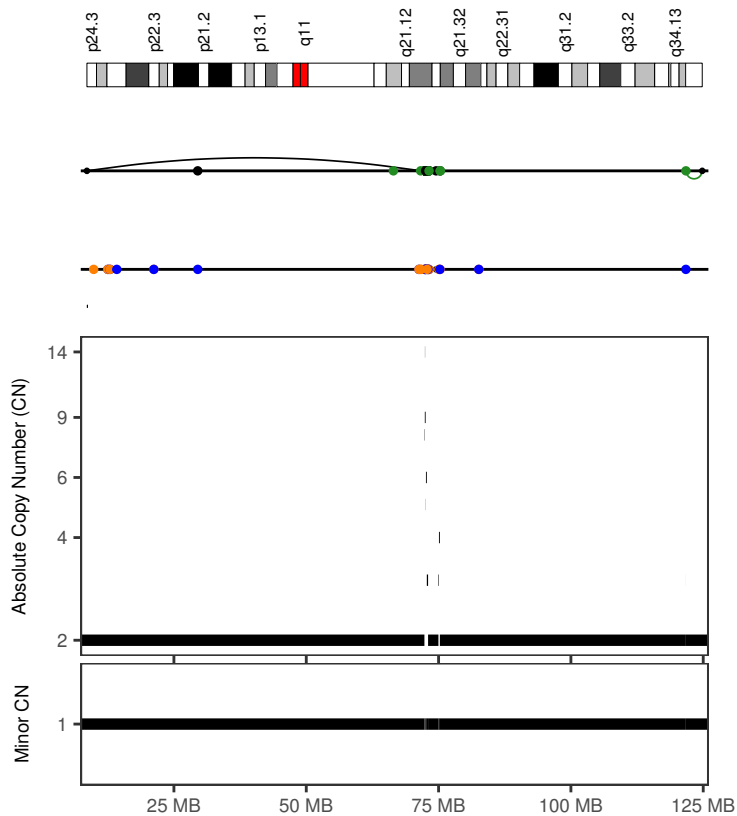 p24.3
p22.3
p21.2
p13.1
q11
q21.12
q21.32
q22.31
q31.2
q33.2
q34.13
Absolute Copy Number (CN)
14
9
6
4
2
Minor CN
1
25 MB
50 MB
75 MB
100 MB
125 MB